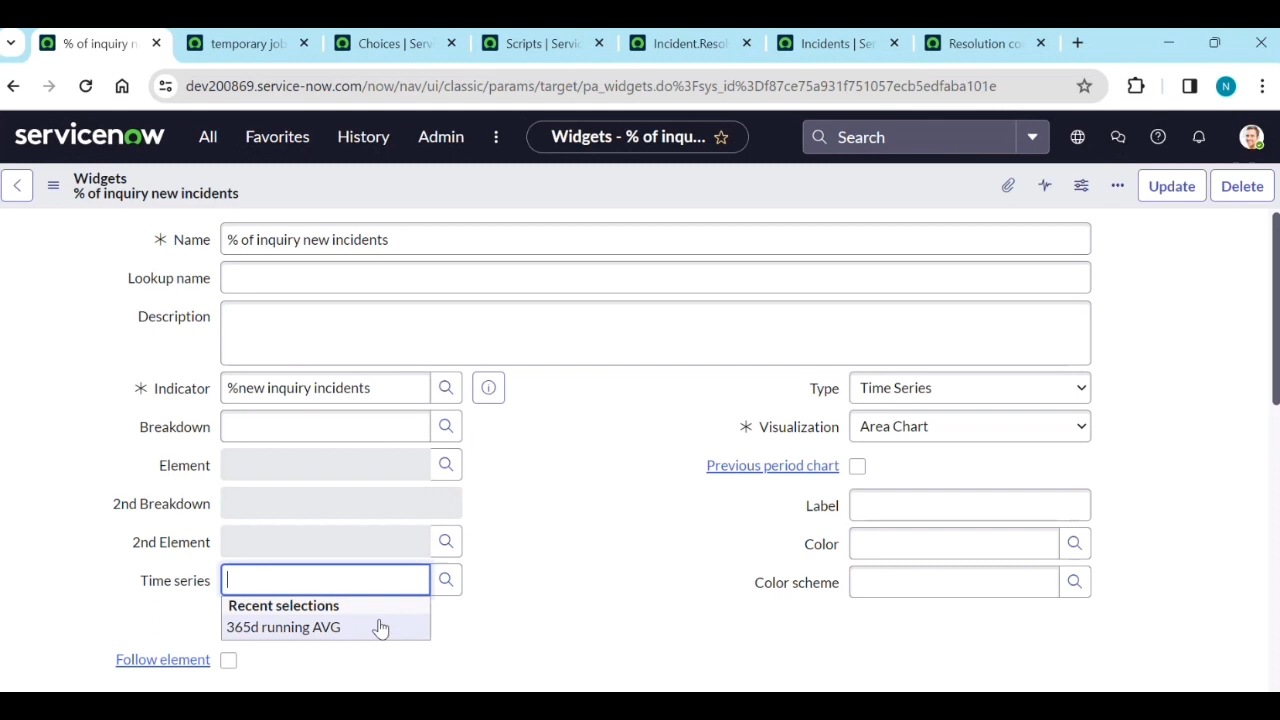 % of inquiry n
temporary job
Choices | Serv
Scripts | Servic
Incident.Resol
Incidents | Se
Resolution co
dev200869.service-now.com/now/nav/ui/classic/params/target/pa_widgets.do%3Fsys_id%3Df87ce75a931f751057ecb5edfaba101e
N
servicenow
All
Favorites
History
Admin
Widgets - % of inqu...
Search
Widgets
% of inquiry new incidents
Update
Delete
Name
% of inquiry new incidents
Lookup name
Description
Indicator
%new inquiry incidents
Type
Time Series
Breakdown
Visualization
Area Chart
Element
Previous period chart
2nd Breakdown
Label
2nd Element
Color
Time series
Color scheme
Recent selections
365d running AVG
Follow element